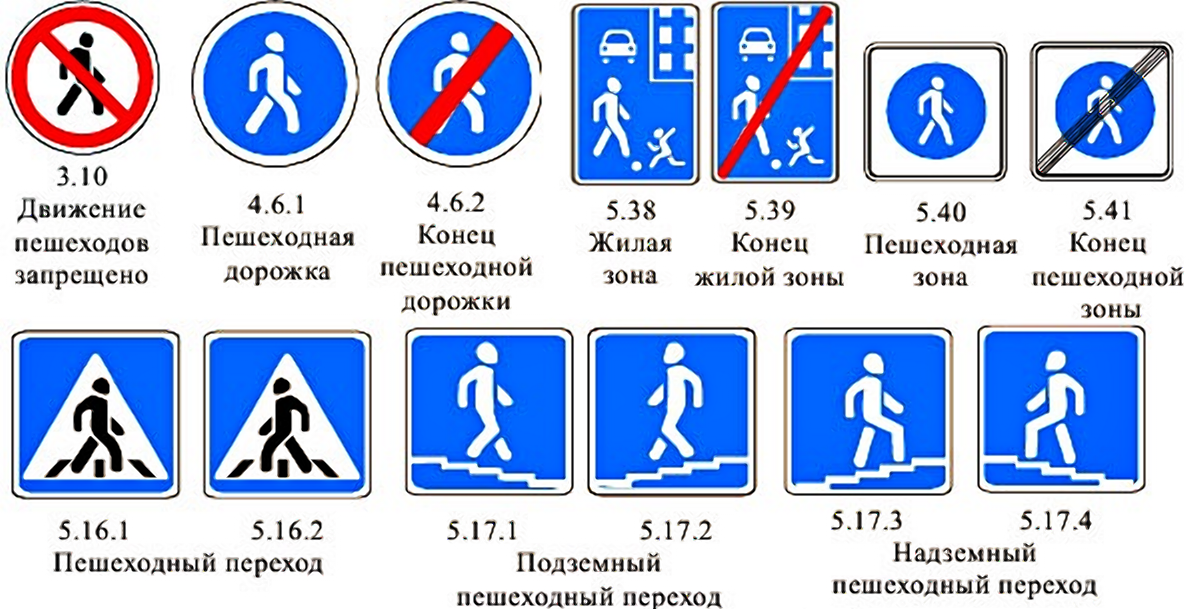 3.10
Движение
пешеходов
запрещено
4.6.1
Пешеходная
дорожка
4.6.2
Конец
пешеходной
дорожки
5.38
Жилая
зона
5.39
Конец
жилой зоны
5.40
Пешеходная
зона
5.41
Конец
пешеходной
зоны
5.16.1 5.16.2
Пешеходный переход
5.17.1 5.17.2
Подземный
пешеходный переход
5.17.3 5.17.4
Надземный
пешеходный переход